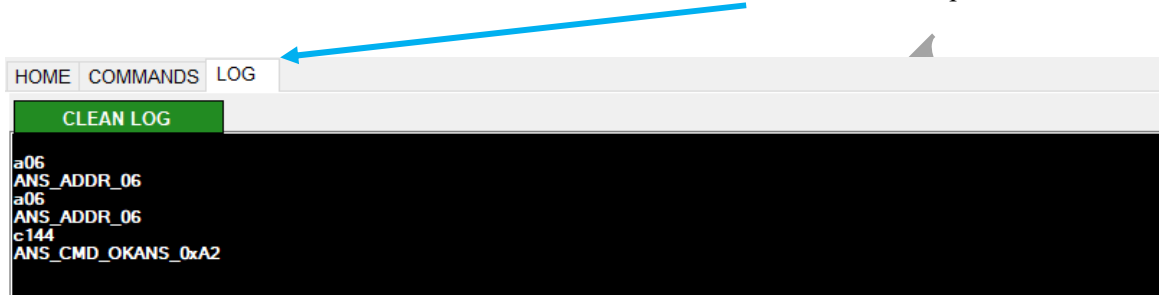 HOME COMMANDS LOG
CLEAN LOG
a06
ANS_ADDR_06
a06
ANS_ADDR_06
c144
ANS_CMD_OKANS_0xA2